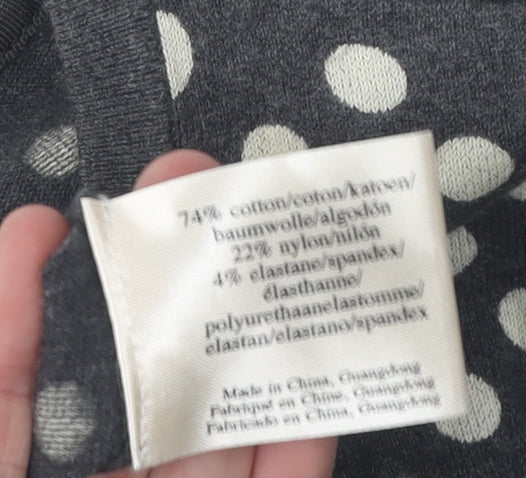 74% cotton/coton/katoen/
baumwolle/algodón
22% nylon/nilón
4% elastane/spandex/
élasthanne/
polyurethaanelastomme/
elastan/elastano/spandex
Made in China, Guangdong
Fabriqué en Chine, Guangdong
Fabricado en China, Guangdong